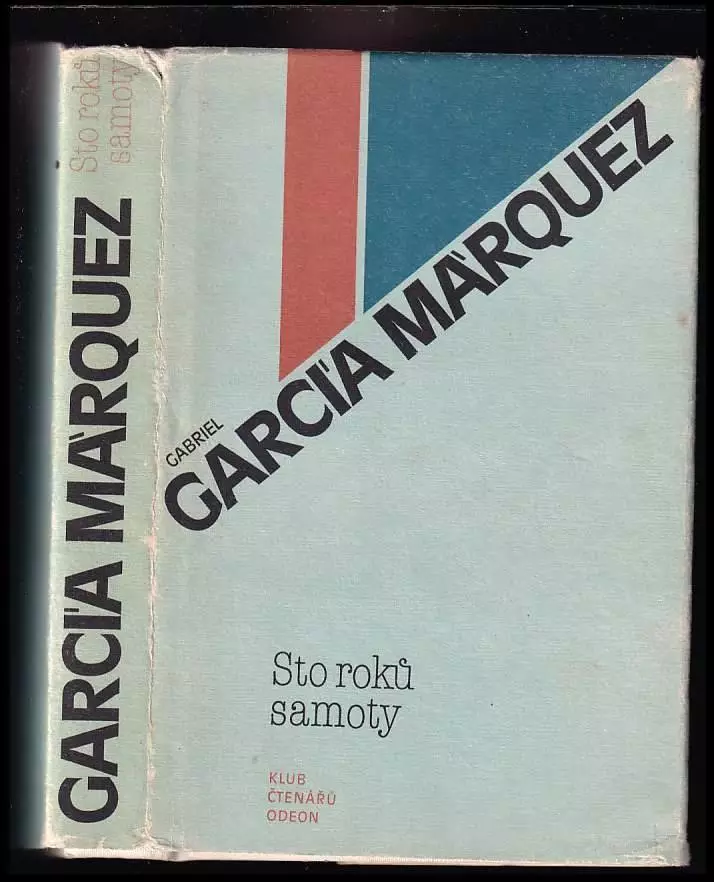 Sto roků
samoty
GARCÍA MÁRQUEZ
GABRIEL
GARCÍA MÁRQUEZ
Sto roků
samoty
KLUB
ČTENÁŘŮ
ODEON